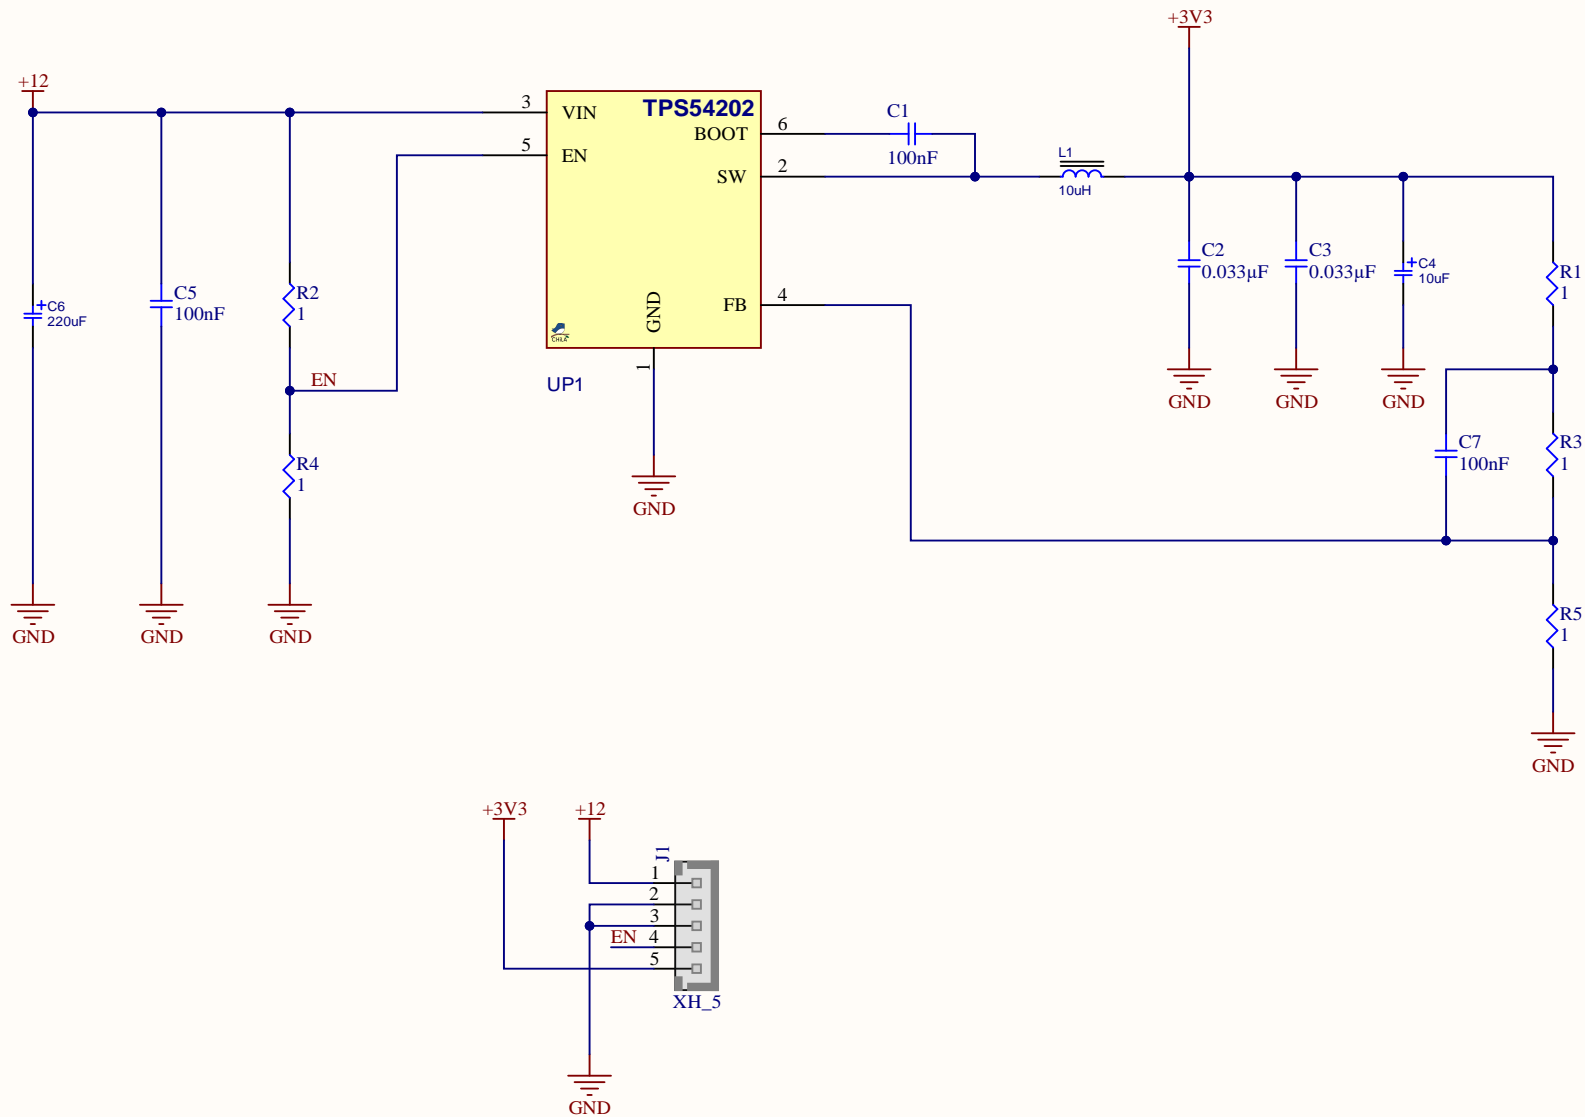 +3V3
+12
3
VIN
TPS54202
BOOT
6
C1
100nF
5
EN
SW
2
L1
10uH
C2
0.033µF
C3
0.033µF
C4
10uF
R1
1
C6
220uF
C5
100nF
R2
1
GND
FB
4
CHILA
1
UP1
EN
GND
GND
GND
C7
100nF
R3
1
R4
1
GND
GND
GND
GND
R5
1
GND
+3V3
+12
J1
1
2
3
EN
4
5
XH_5
GND